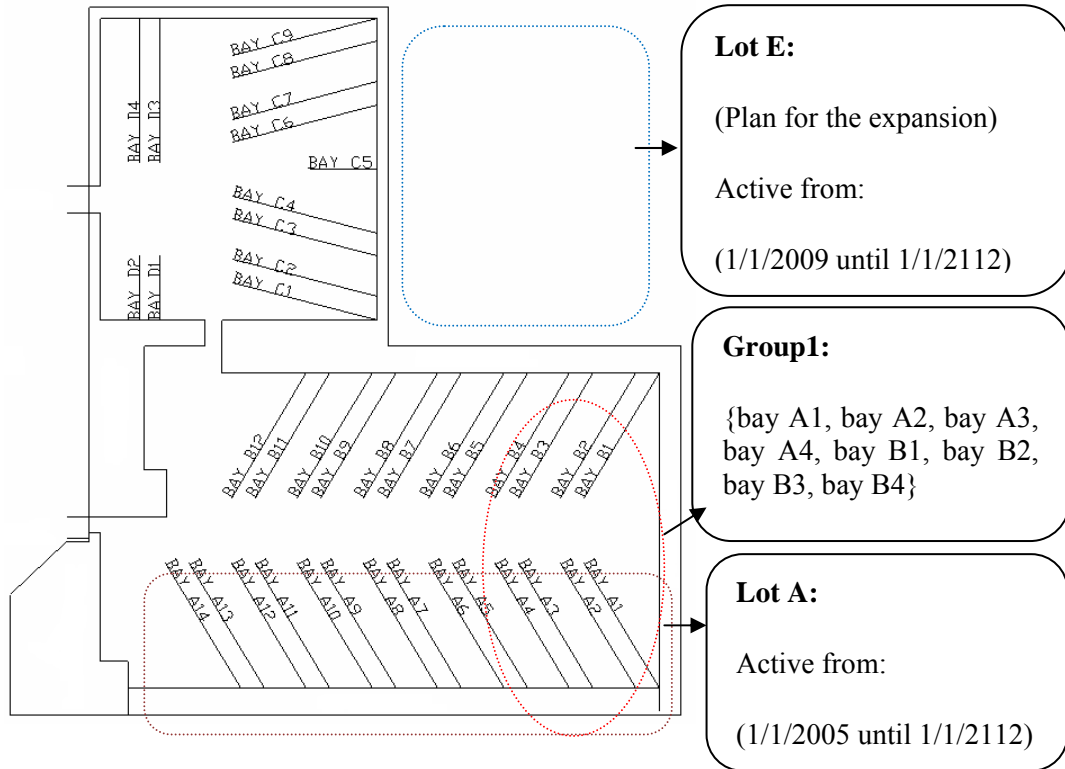 BAY C9
BAY C8
BAY C7
BAY C6
BAY C5
BAY C4
BAY C3
BAY C2
BAY C1
BAY D4
BAY D3
BAY D2
BAY D1
BAY B12
BAY B11
BAY B10
BAY B9
BAY B8
BAY B7
BAY B6
BAY B5
BAY B4
BAY B3
BAY B2
BAY B1
BAY A14
BAY A13
BAY A12
BAY A11
BAY A10
BAY A9
BAY A8
BAY A7
BAY A6
BAY A5
BAY A4
BAY A3
BAY A2
BAY A1
Lot E:
(Plan for the expansion)
Active from:
(1/1/2009 until 1/1/2112)
Group1:
{bay A1, bay A2, bay A3,
bay A4, bay B1, bay B2,
bay B3, bay B4}
Lot A:
Active from:
(1/1/2005 until 1/1/2112)